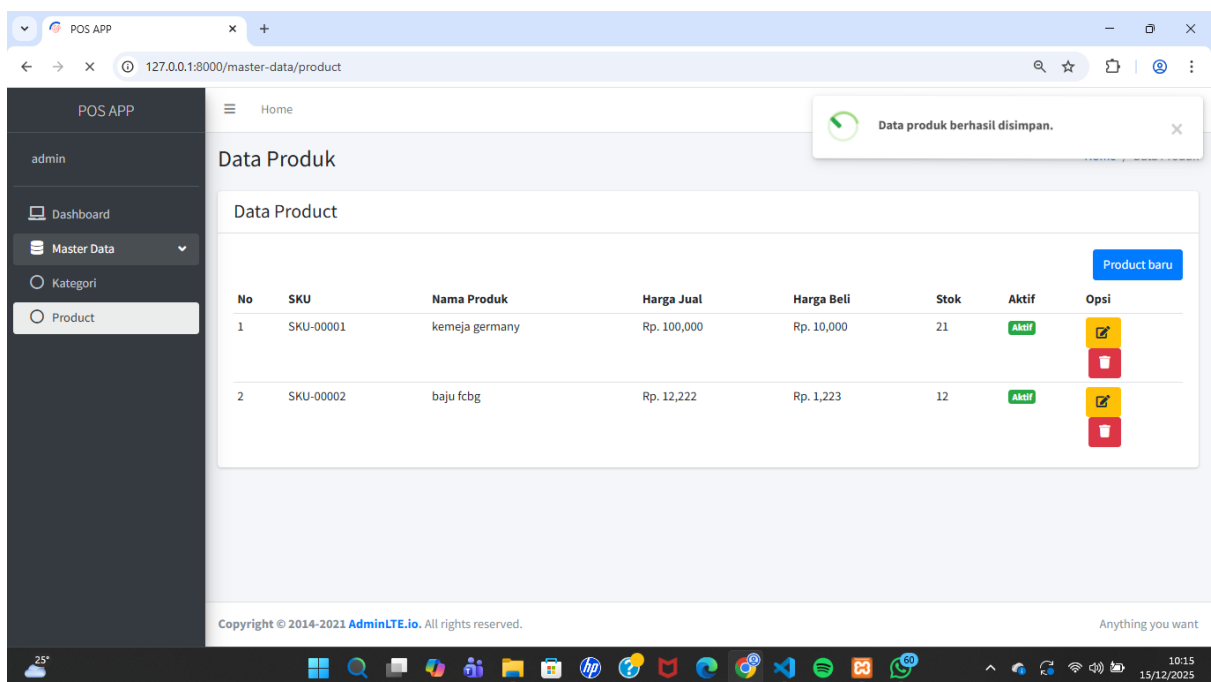 POS APP
127.0.0.1:8000/master-data/product
POS APP
Home
Data produk berhasil disimpan.
admin
Data Produk
Dashboard
Master Data
Kategori
Product
Data Product
Product baru
No SKU Nama Produk Harga Jual Harga Beli Stok Aktif Opsi
1 SKU-00001 kemeja germany Rp. 100,000 Rp. 10,000 21 Aktif
2 SKU-00002 baju fcbg Rp. 12,222 Rp. 1,223 12 Aktif
Copyright © 2014-2021 AdminLTE.io. All rights reserved. Anything you want
25°
60
10:15
15/12/2025